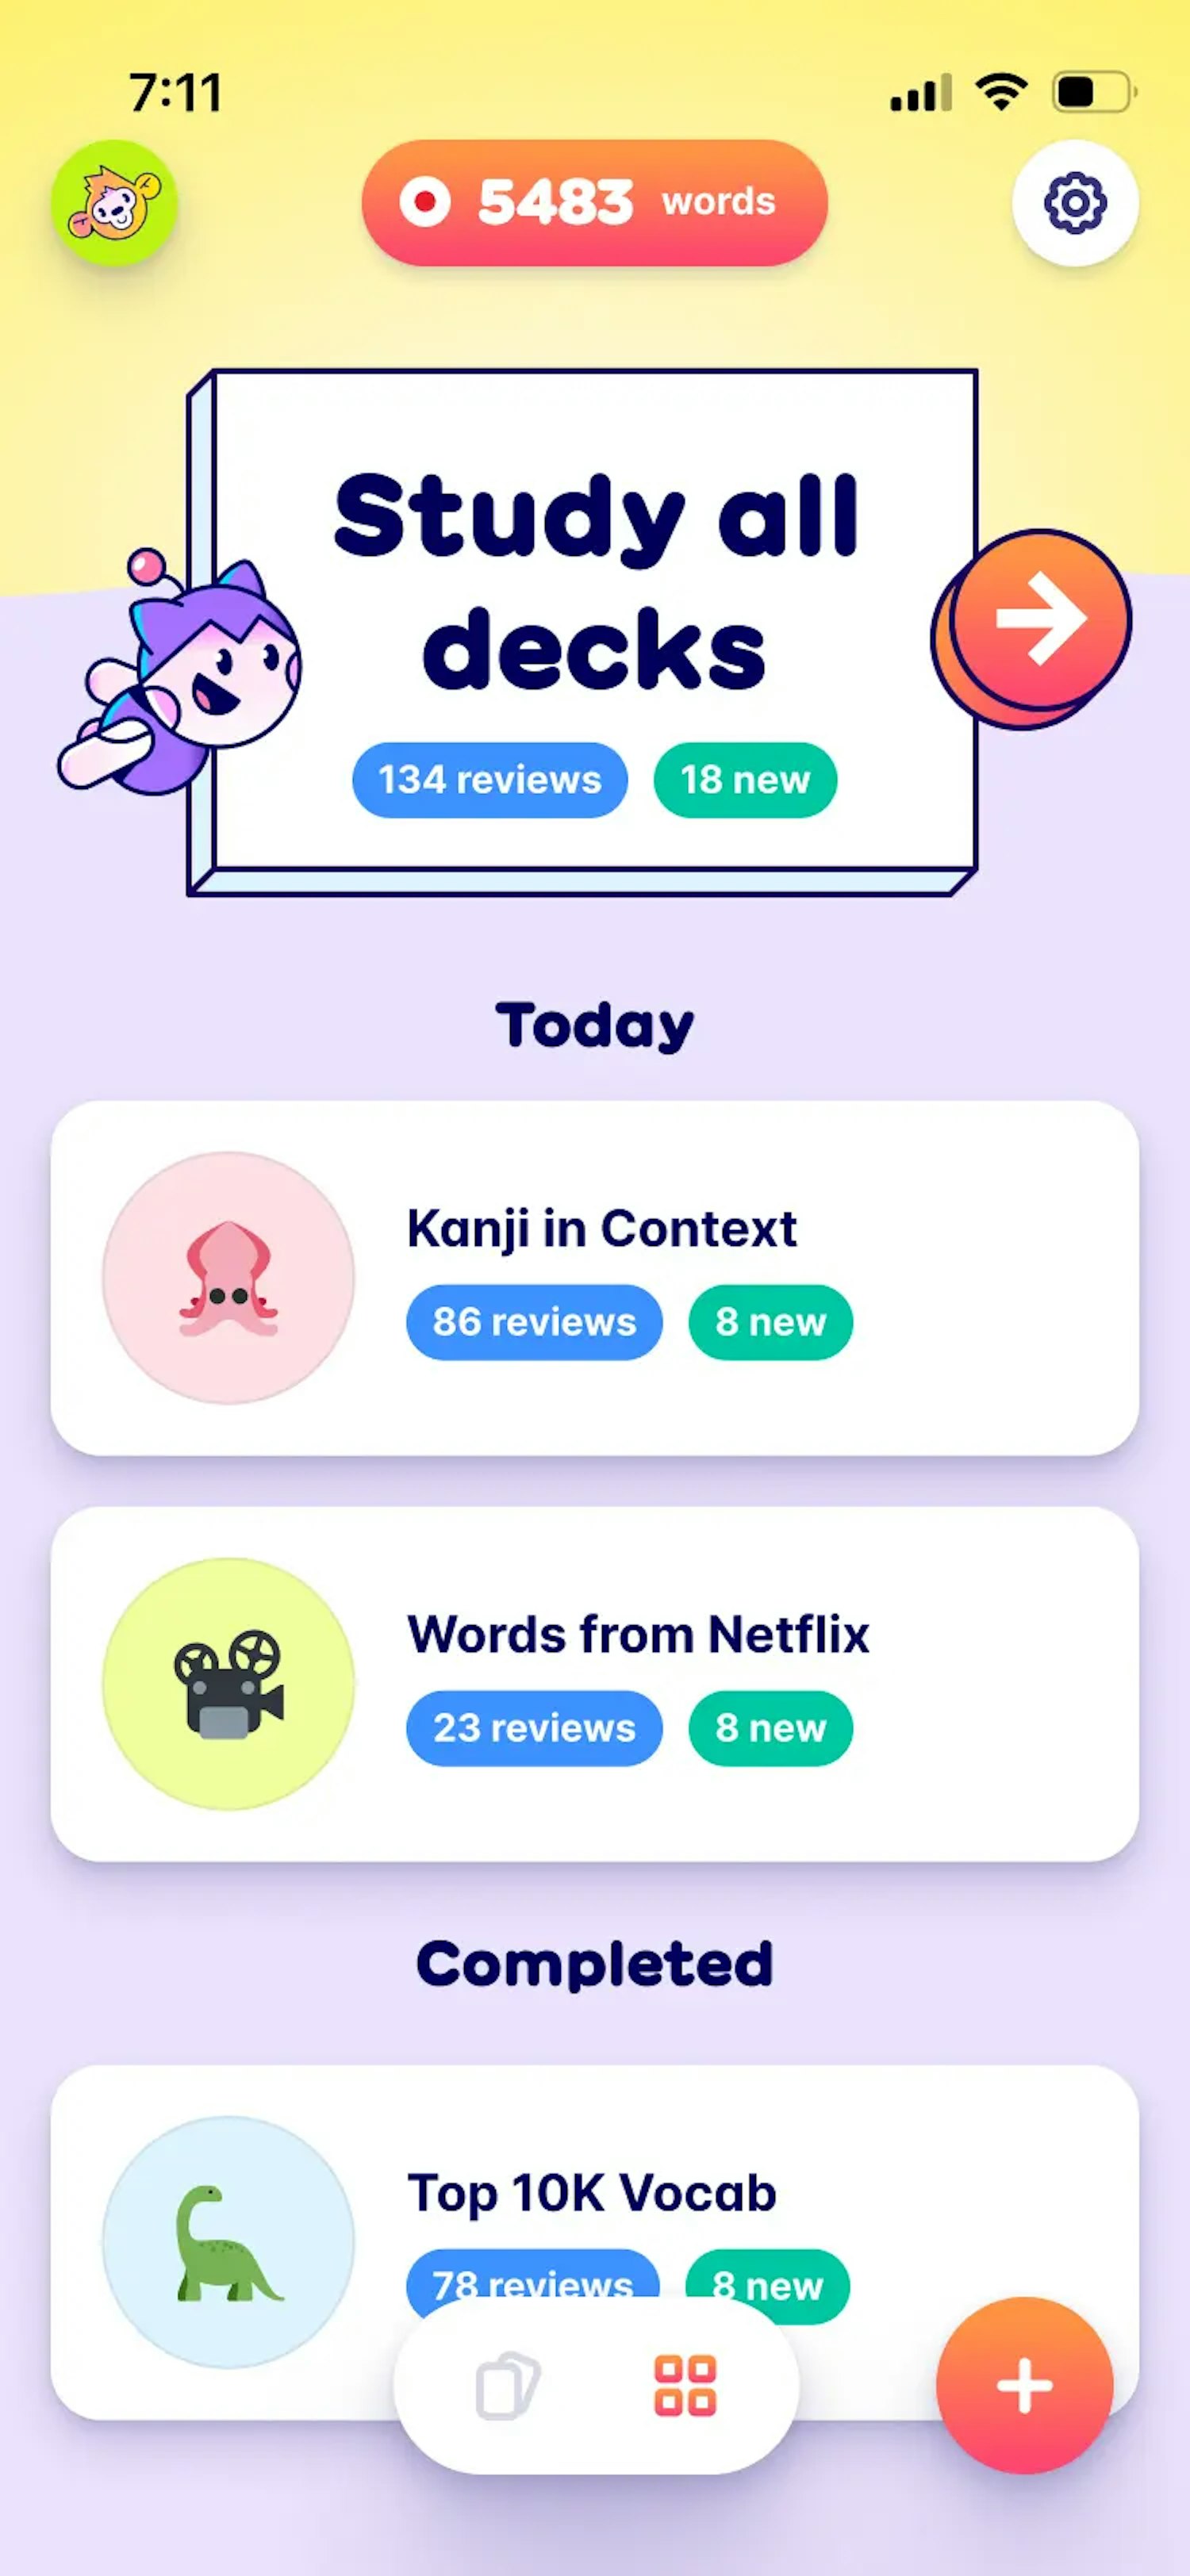 7:11
5483 words
Study all
decks
134 reviews 18 new
Today
Kanji in Context
86 reviews 8 new
Words from Netflix
23 reviews 8 new
Completed
Top 10K Vocab
78 reviews 8 new